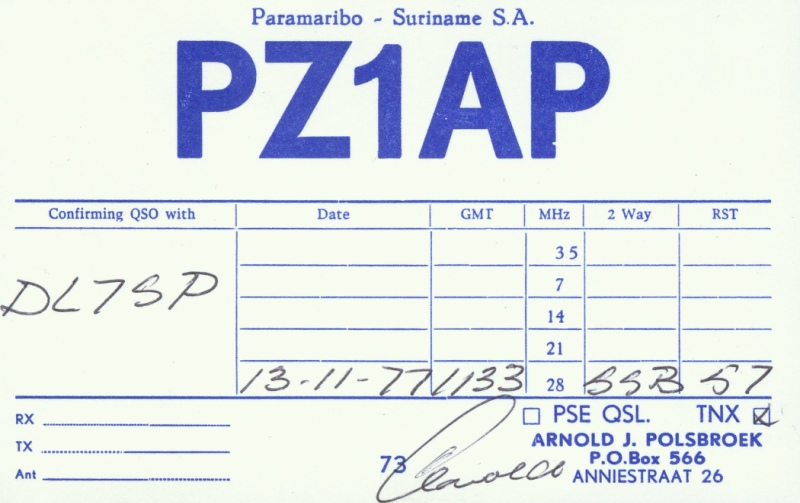 Paramaribo - Suriname S.A.
PZ1AP
Confirming QSO with Date GMT MHz 2 Way RST
3 5
7
DL7SP
14
21
13-11-77 1133 28 SSB 57
RX
PSE QSL. TNX
TX
ARNOLD J. POLSBROEK
P.O.Box 566
Ant
73 Arnold ANNIESTRAAT 26